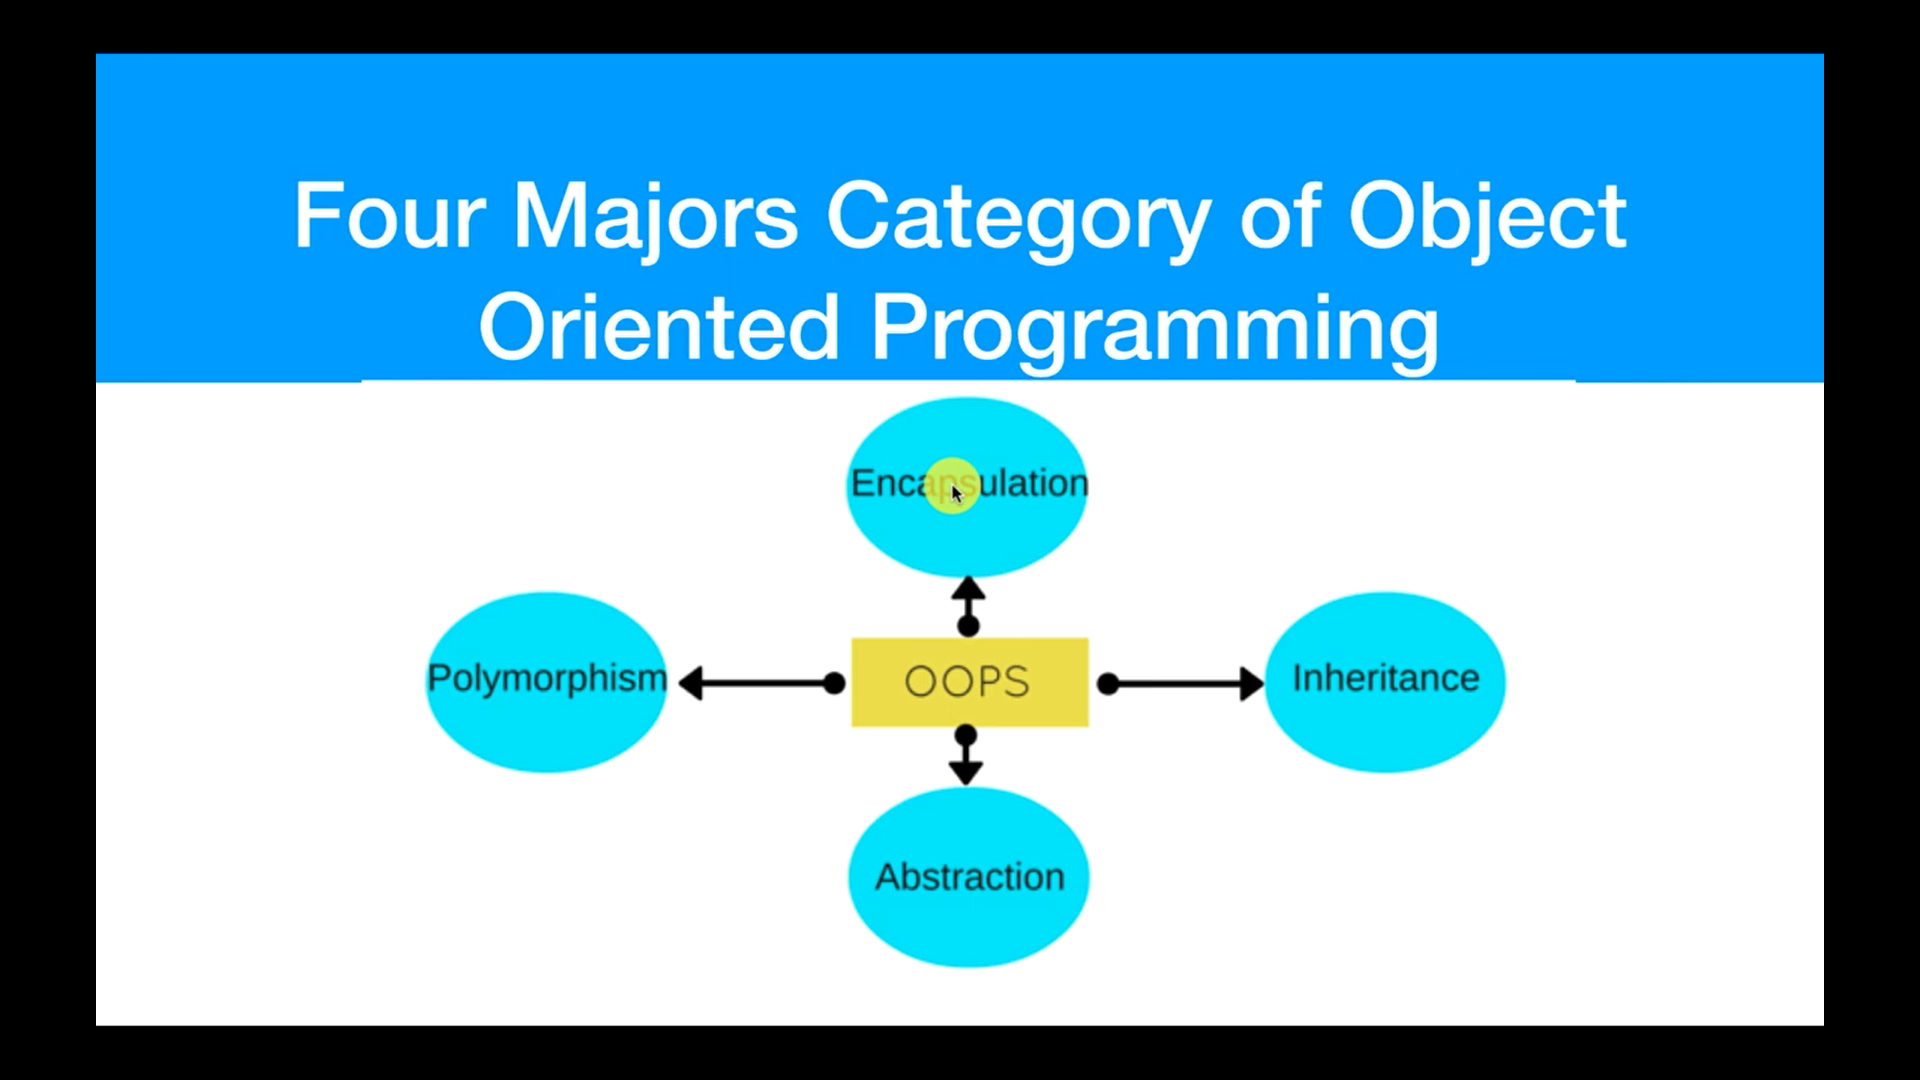 Four Majors Category of Object
Oriented Programming
Encapsulation
Polymorphism
OOPS
Inheritance
Abstraction